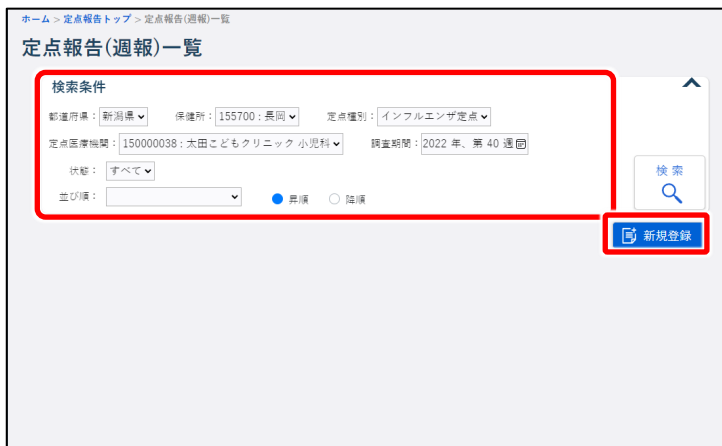 ホーム > 定点報告トップ > 定点報告(週報)一覧
定点報告(週報)一覧
検索条件
都道府県： 新潟県 保健所： 155700 : 長岡 定点種別： インフルエンザ定点
定点医療機関： 150000038 : 太田こどもクリニック 小児科 調査期間： 2022 年、第 40 週
状態： すべて
検索
並び順： 昇順 降順
新規登録